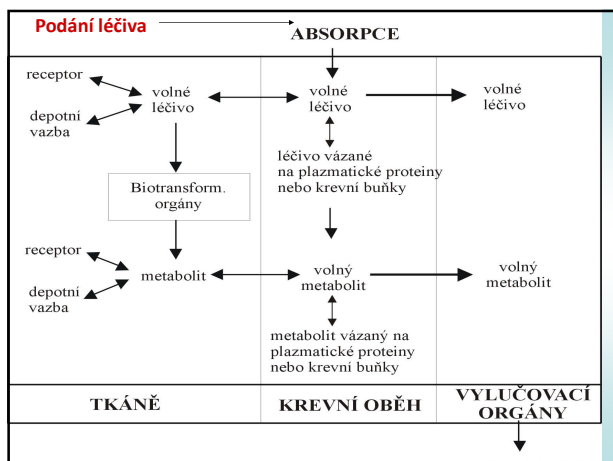 Podání léčiva
ABSORPCE
receptor
depotní
vazba
volné
léčivo
Biotransform.
orgány
receptor
depotní
vazba
metabolit
volné
léčivo
léčivo vázané
na plazmatické proteiny
nebo krevní buňky
volný
metabolit
metabolit vázaný na
plazmatické proteiny
nebo krevní buňky
volné
léčivo
volný
metabolit
TKÁNĚ
KREVNÍ OBĚH
VYLUČOVACÍ
ORGÁNY